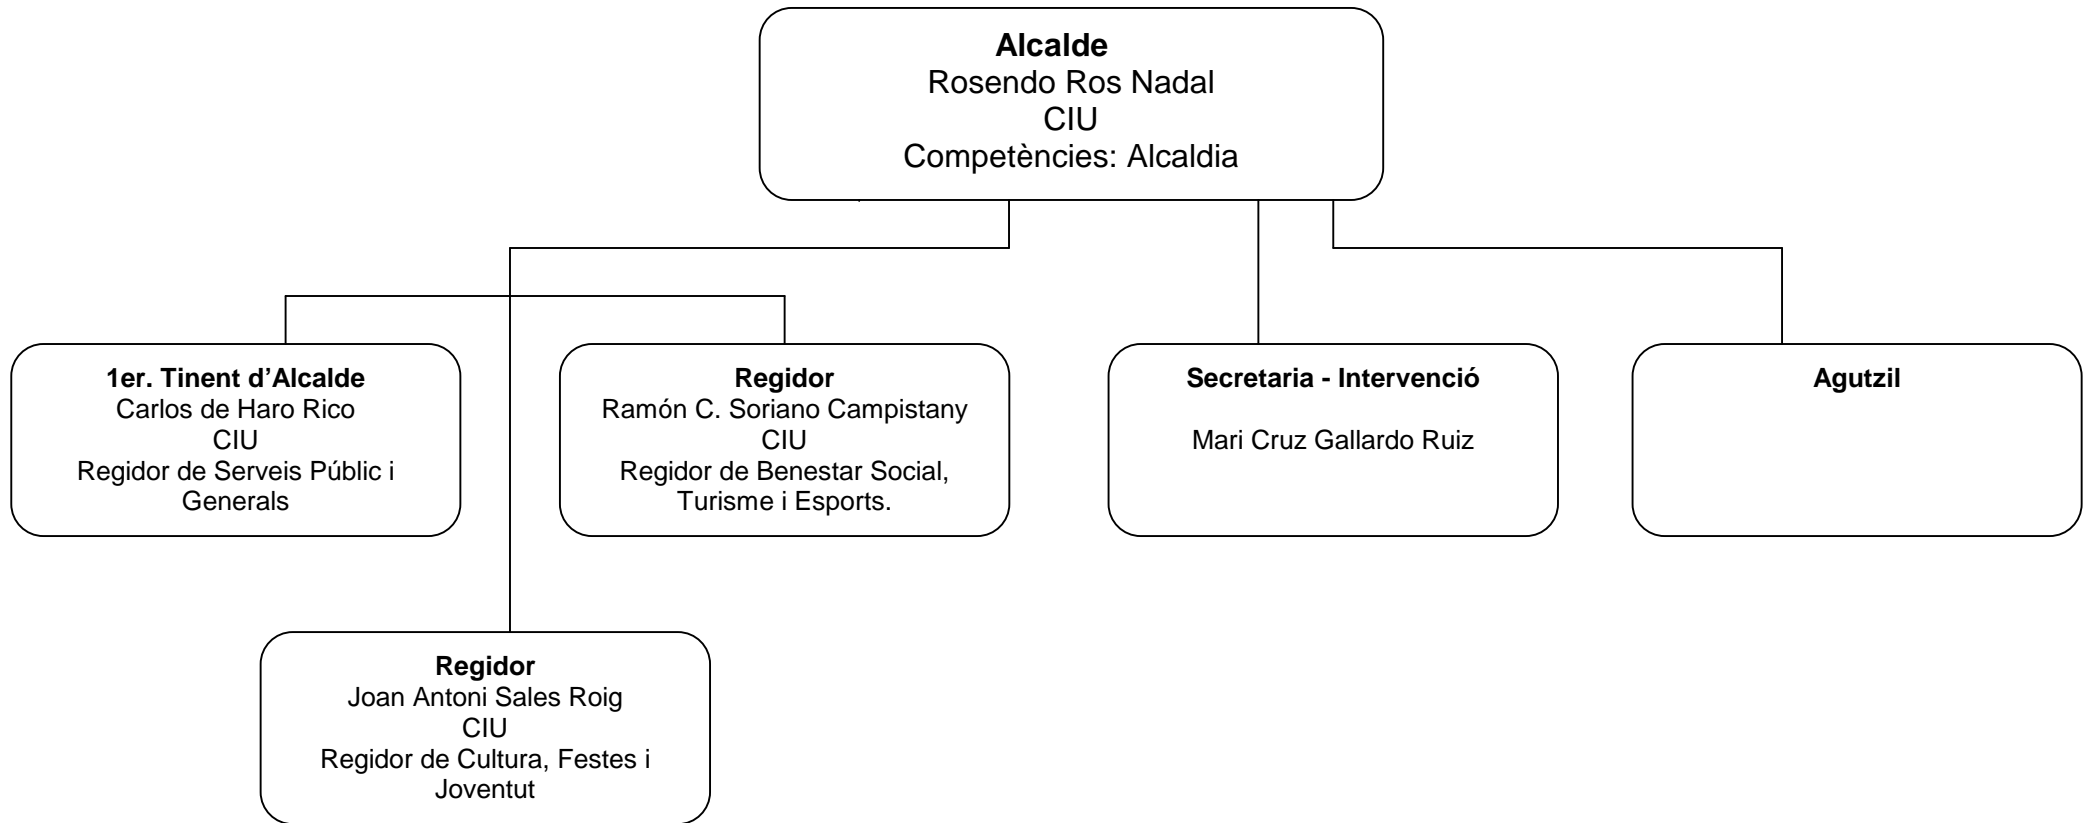 Alcalde
Rosendo Ros Nadal
CIU
Competències: Alcaldia
1er. Tinent d’Alcalde
Carlos de Haro Rico
CIU
Regidor de Serveis Públic i
Generals
Regidor
Ramón C. Soriano Campistany
CIU
Regidor de Benestar Social,
Turisme i Esports.
Secretaria - Intervenció
Mari Cruz Gallardo Ruiz
Agutzil
Regidor
Joan Antoni Sales Roig
CIU
Regidor de Cultura, Festes i
Joventut